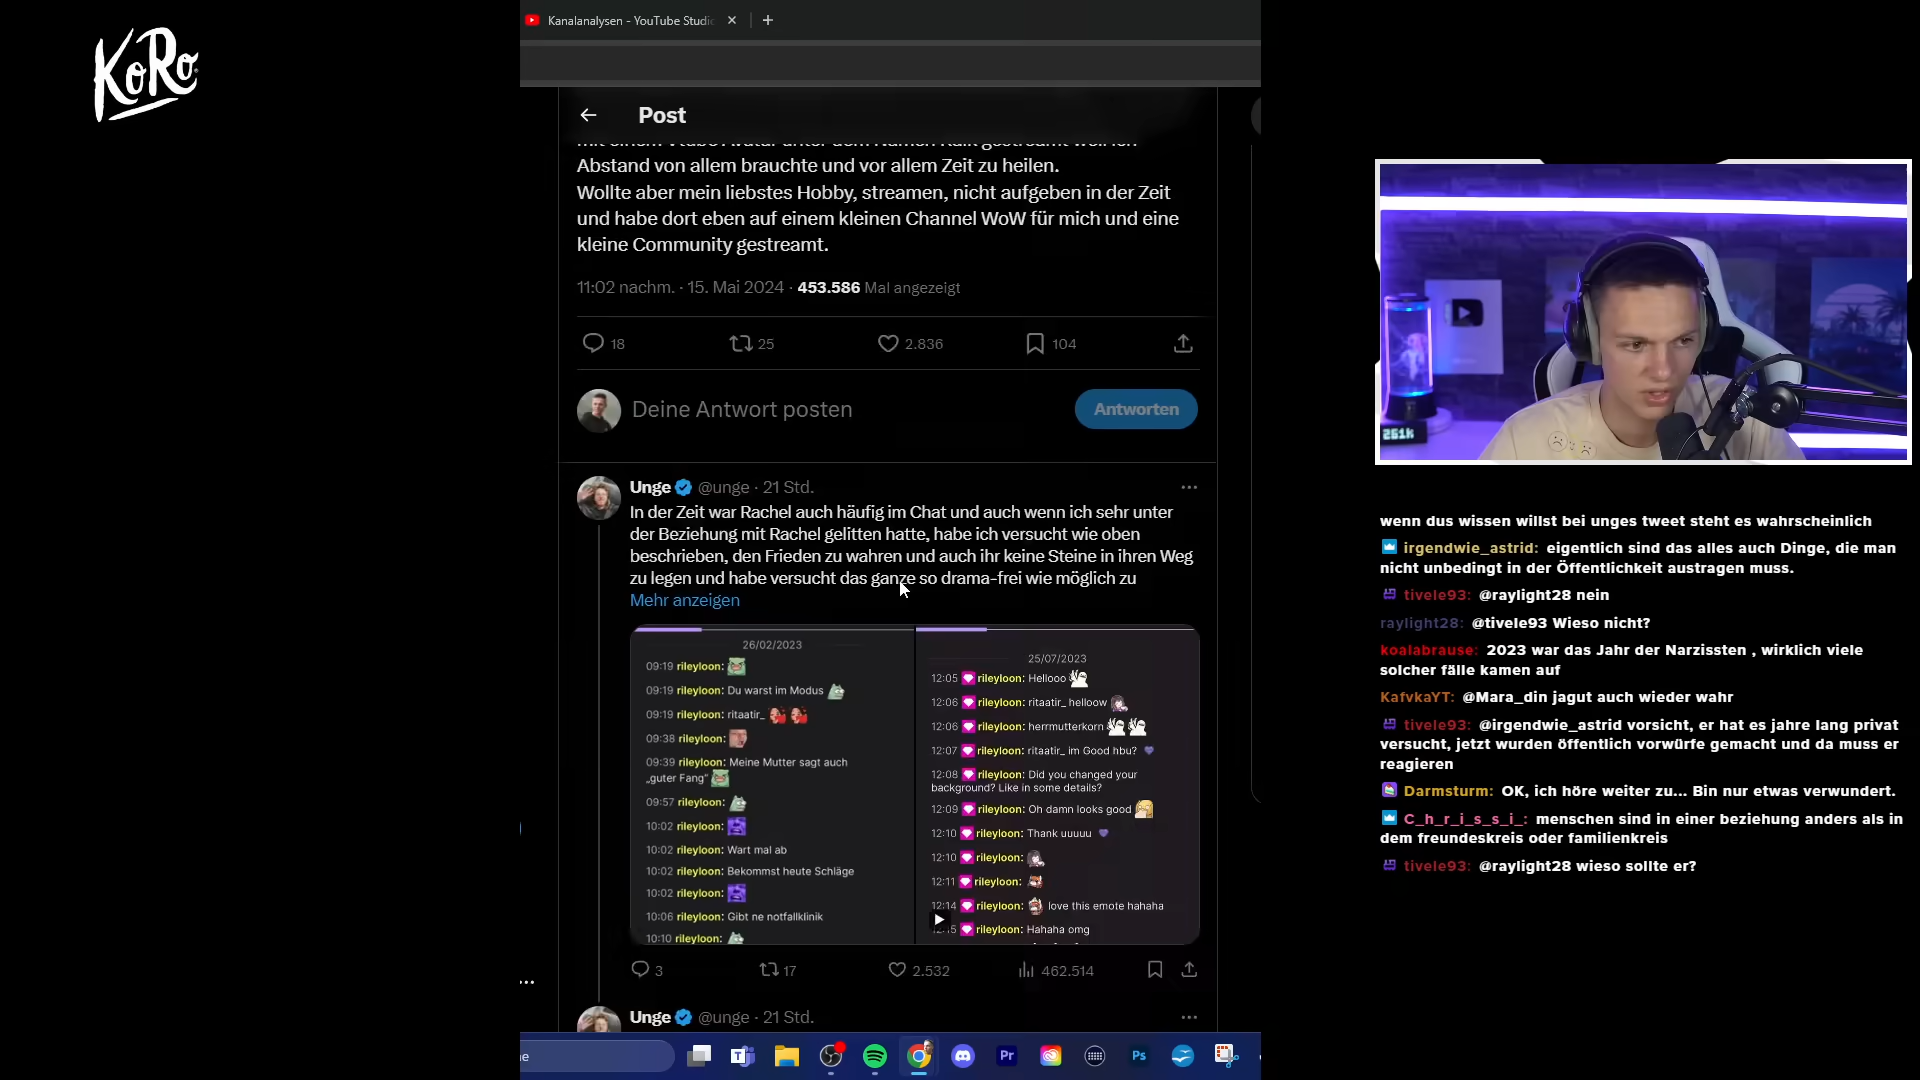 KoRo
Kanalanalysen - YouTube Studio
Post
Abstand von allem brauchte und vor allem Zeit zu heilen.
Wollte aber mein liebstes Hobby, streamen, nicht aufgeben in der Zeit
und habe dort eben auf einem kleinen Channel WoW für mich und eine
kleine Community gestreamt.
11:02 nachm. · 15. Mai 2024 · 453.586 Mal angezeigt
18 25 2.836 104
Deine Antwort posten
Antworten
Unge @unge · 21 Std.
In der Zeit war Rachel auch häufig im Chat und auch wenn ich sehr unter
der Beziehung mit Rachel gelitten hatte, habe ich versucht wie oben
beschrieben, den Frieden zu wahren und auch ihr keine Steine in ihren Weg
zu legen und habe versucht das ganze so drama-frei wie möglich zu
Mehr anzeigen
26/02/2023
09:19 rileyloon:
09:19 rileyloon: Du warst im Modus
09:19 rileyloon: ritaatir_
09:38 rileyloon:
09:39 rileyloon: Meine Mutter sagt auch
„guter Fang"
09:57 rileyloon:
10:02 rileyloon:
10:02 rileyloon: Wart mal ab
10:02 rileyloon: Bekommst heute Schläge
10:02 rileyloon:
10:06 rileyloon: Gibt ne notfallklinik
10:10 rileyloon:
25/07/2023
12:05 rileyloon: Hellooo
12:06 rileyloon: ritaatir_ helloow
12:06 rileyloon: herrmutterkorn
12:07 rileyloon: ritaatir_ im Good hbu?
12:08 rileyloon: Did you changed your
background? Like in some details?
12:09 rileyloon: Oh damn looks good
12:10 rileyloon: Thank uuuuu
12:10 rileyloon:
12:11 rileyloon:
12:14 rileyloon: love this emote hahaha
rileyloon: Hahaha omg
3 17 2.532 462.514
Unge @unge · 21 Std.
Pr
Ps
251k
wenn dus wissen willst bei unges tweet steht es wahrscheinlich
irgendwie_astrid: eigentlich sind das alles auch Dinge, die man
nicht unbedingt in der Öffentlichkeit austragen muss.
tivele93: @raylight28 nein
raylight28: @tivele93 Wieso nicht?
koalabrause: 2023 war das Jahr der Narzissten , wirklich viele
solcher fälle kamen auf
KafvkaYT: @Mara_din jagut auch wieder wahr
tivele93: @irgendwie_astrid vorsicht, er hat es jahre lang privat
versucht, jetzt wurden öffentlich vorwürfe gemacht und da muss er
reagieren
Darmsturm: OK, ich höre weiter zu... Bin nur etwas verwundert.
C_h_r_i_s_s_i_: menschen sind in einer beziehung anders als in
dem freundeskreis oder familienkreis
tivele93: @raylight28 wieso sollte er?